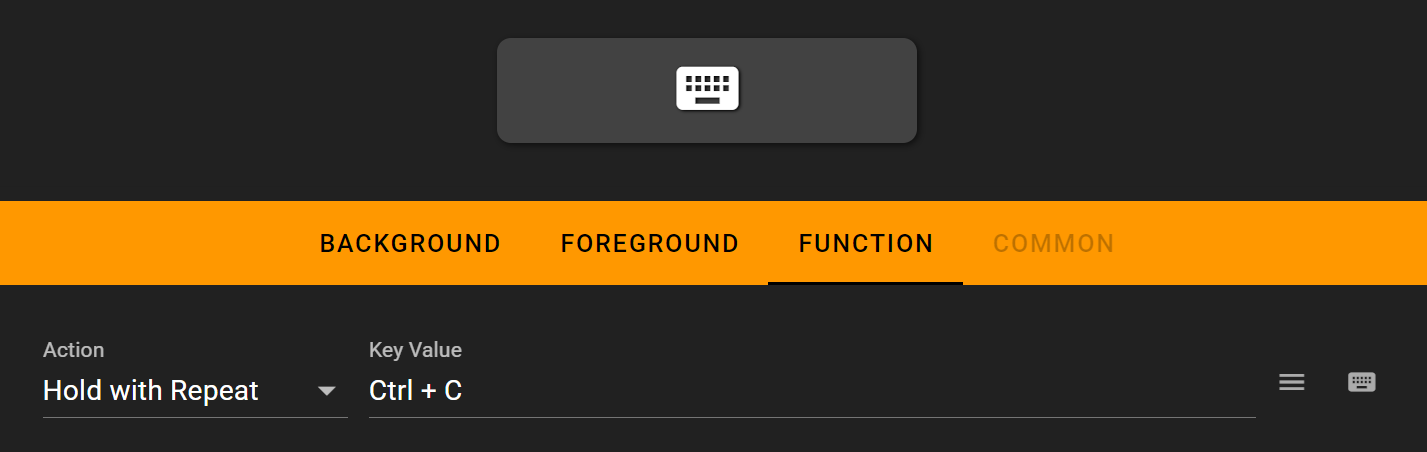 BACKGROUND FOREGROUND FUNCTION COMMON
Action Key Value
Hold with Repeat Ctrl + C